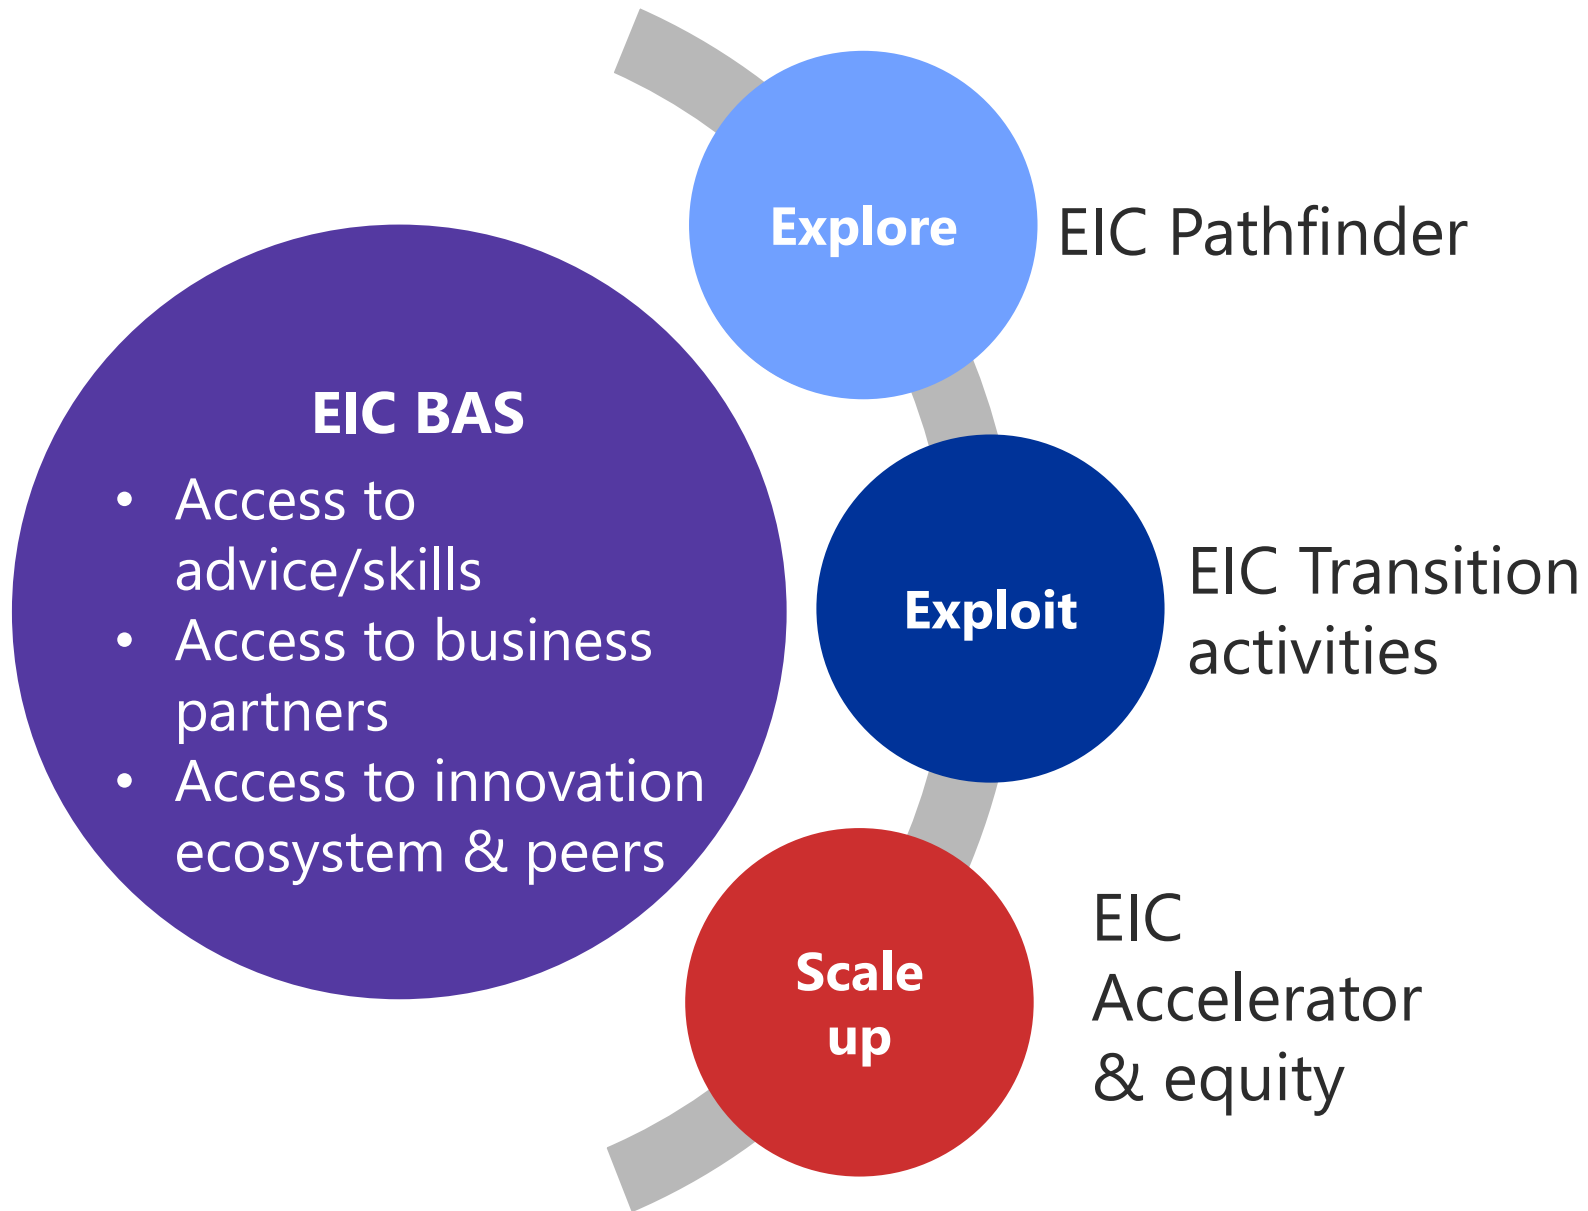 EIC BAS
• Access to
advice/skills
• Access to business
partners
• Access to innovation
ecosystem & peers
Explore
EIC Pathfinder
Exploit
EIC Transition
activities
Scale
up
EIC
Accelerator
& equity